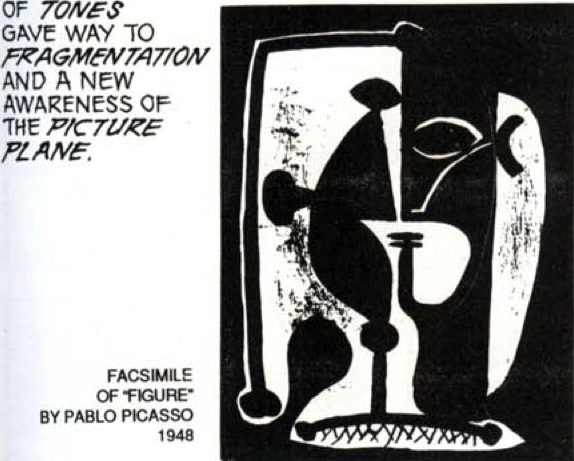 OF TONES
GAVE WAY TO
FRAGMENTATION
AND A NEW
AWARENESS OF
THE PICTURE
PLANE.
FACSIMILE
OF "FIGURE"
BY PABLO PICASSO
1948